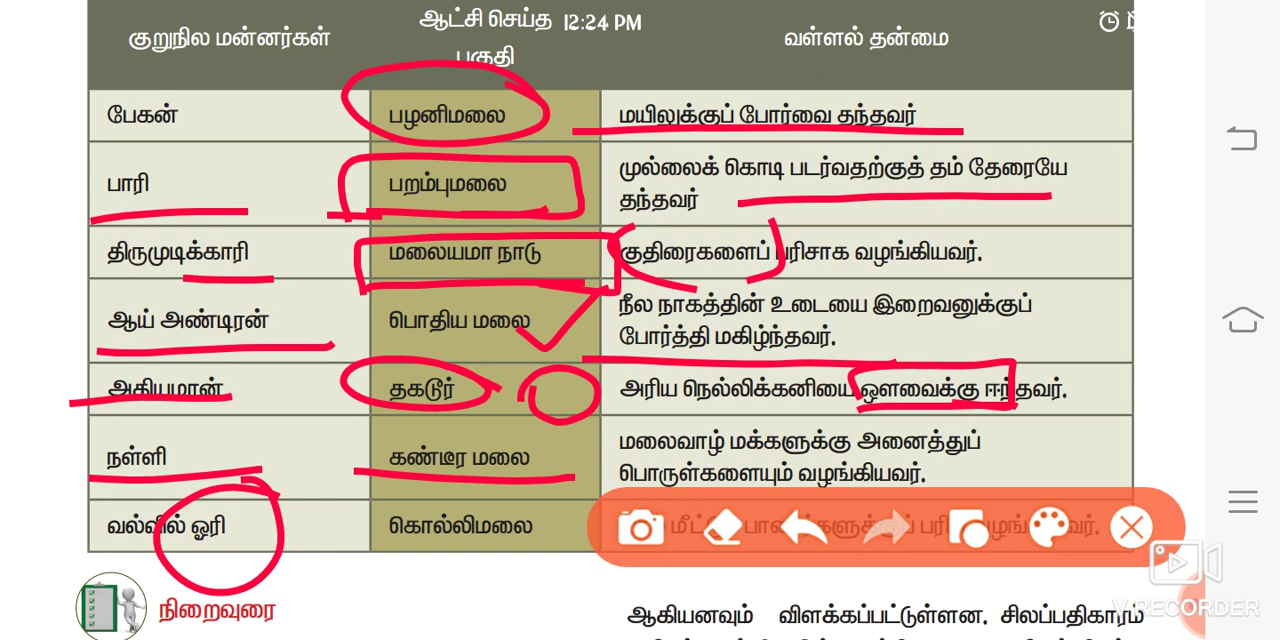 குறுநில மன்னர்கள்
ஆட்சி செய்த
பகுதி
12:24 PM
வள்ளல் தன்மை
பேகன்
பழனிமலை
மயிலுக்குப் போர்வை தந்தவர்
பாரி
பறம்புமலை
முல்லைக் கொடி படர்வதற்குத் தம் தேரையே
தந்தவர்
திருமுடிக்காரி
மலையமா நாடு
குதிரைகளைப் பரிசாக வழங்கியவர்.
ஆய் அண்டிரன்
பொதிய மலை
நீல நாகத்தின் உடையை இறைவனுக்குப்
போர்த்தி மகிழ்ந்தவர்.
அதியமான்
தகடூர்
அரிய நெல்லிக்கனியை ஔவைக்கு ஈந்தவர்.
நள்ளி
கண்டீர மலை
மலைவாழ் மக்களுக்கு அனைத்துப்
பொருள்களையும் வழங்கியவர்.
வல்வில் ஓரி
கொல்லிமலை
நிறைவுரை
ஆகியனவும் விளக்கப்பட்டுள்ளன. சிலப்பதிகாரம்
V RECORDER